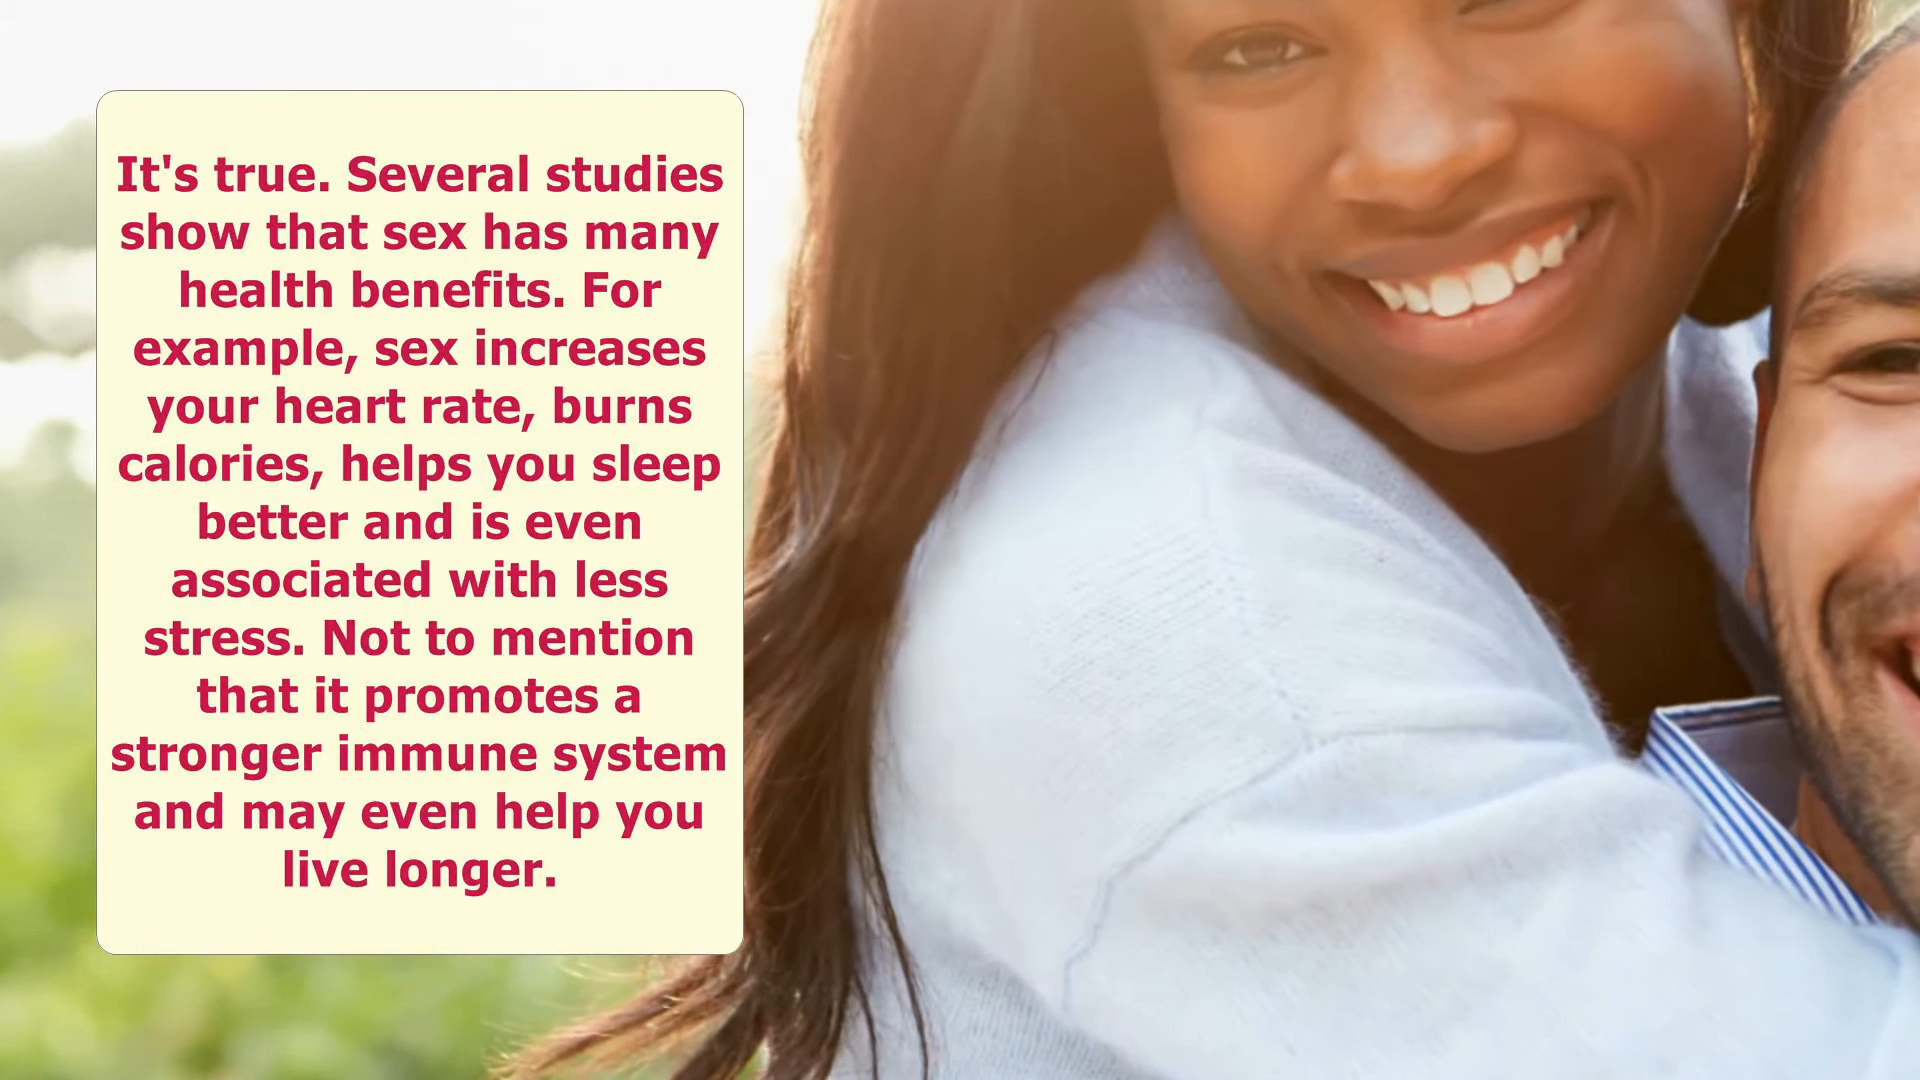 It's true. Several studies
show that sex has many
health benefits. For
example, sex increases
your heart rate, burns
calories, helps you sleep
better and is even
associated with less
stress. Not to mention
that it promotes a
stronger immune system
and may even help you
live longer.